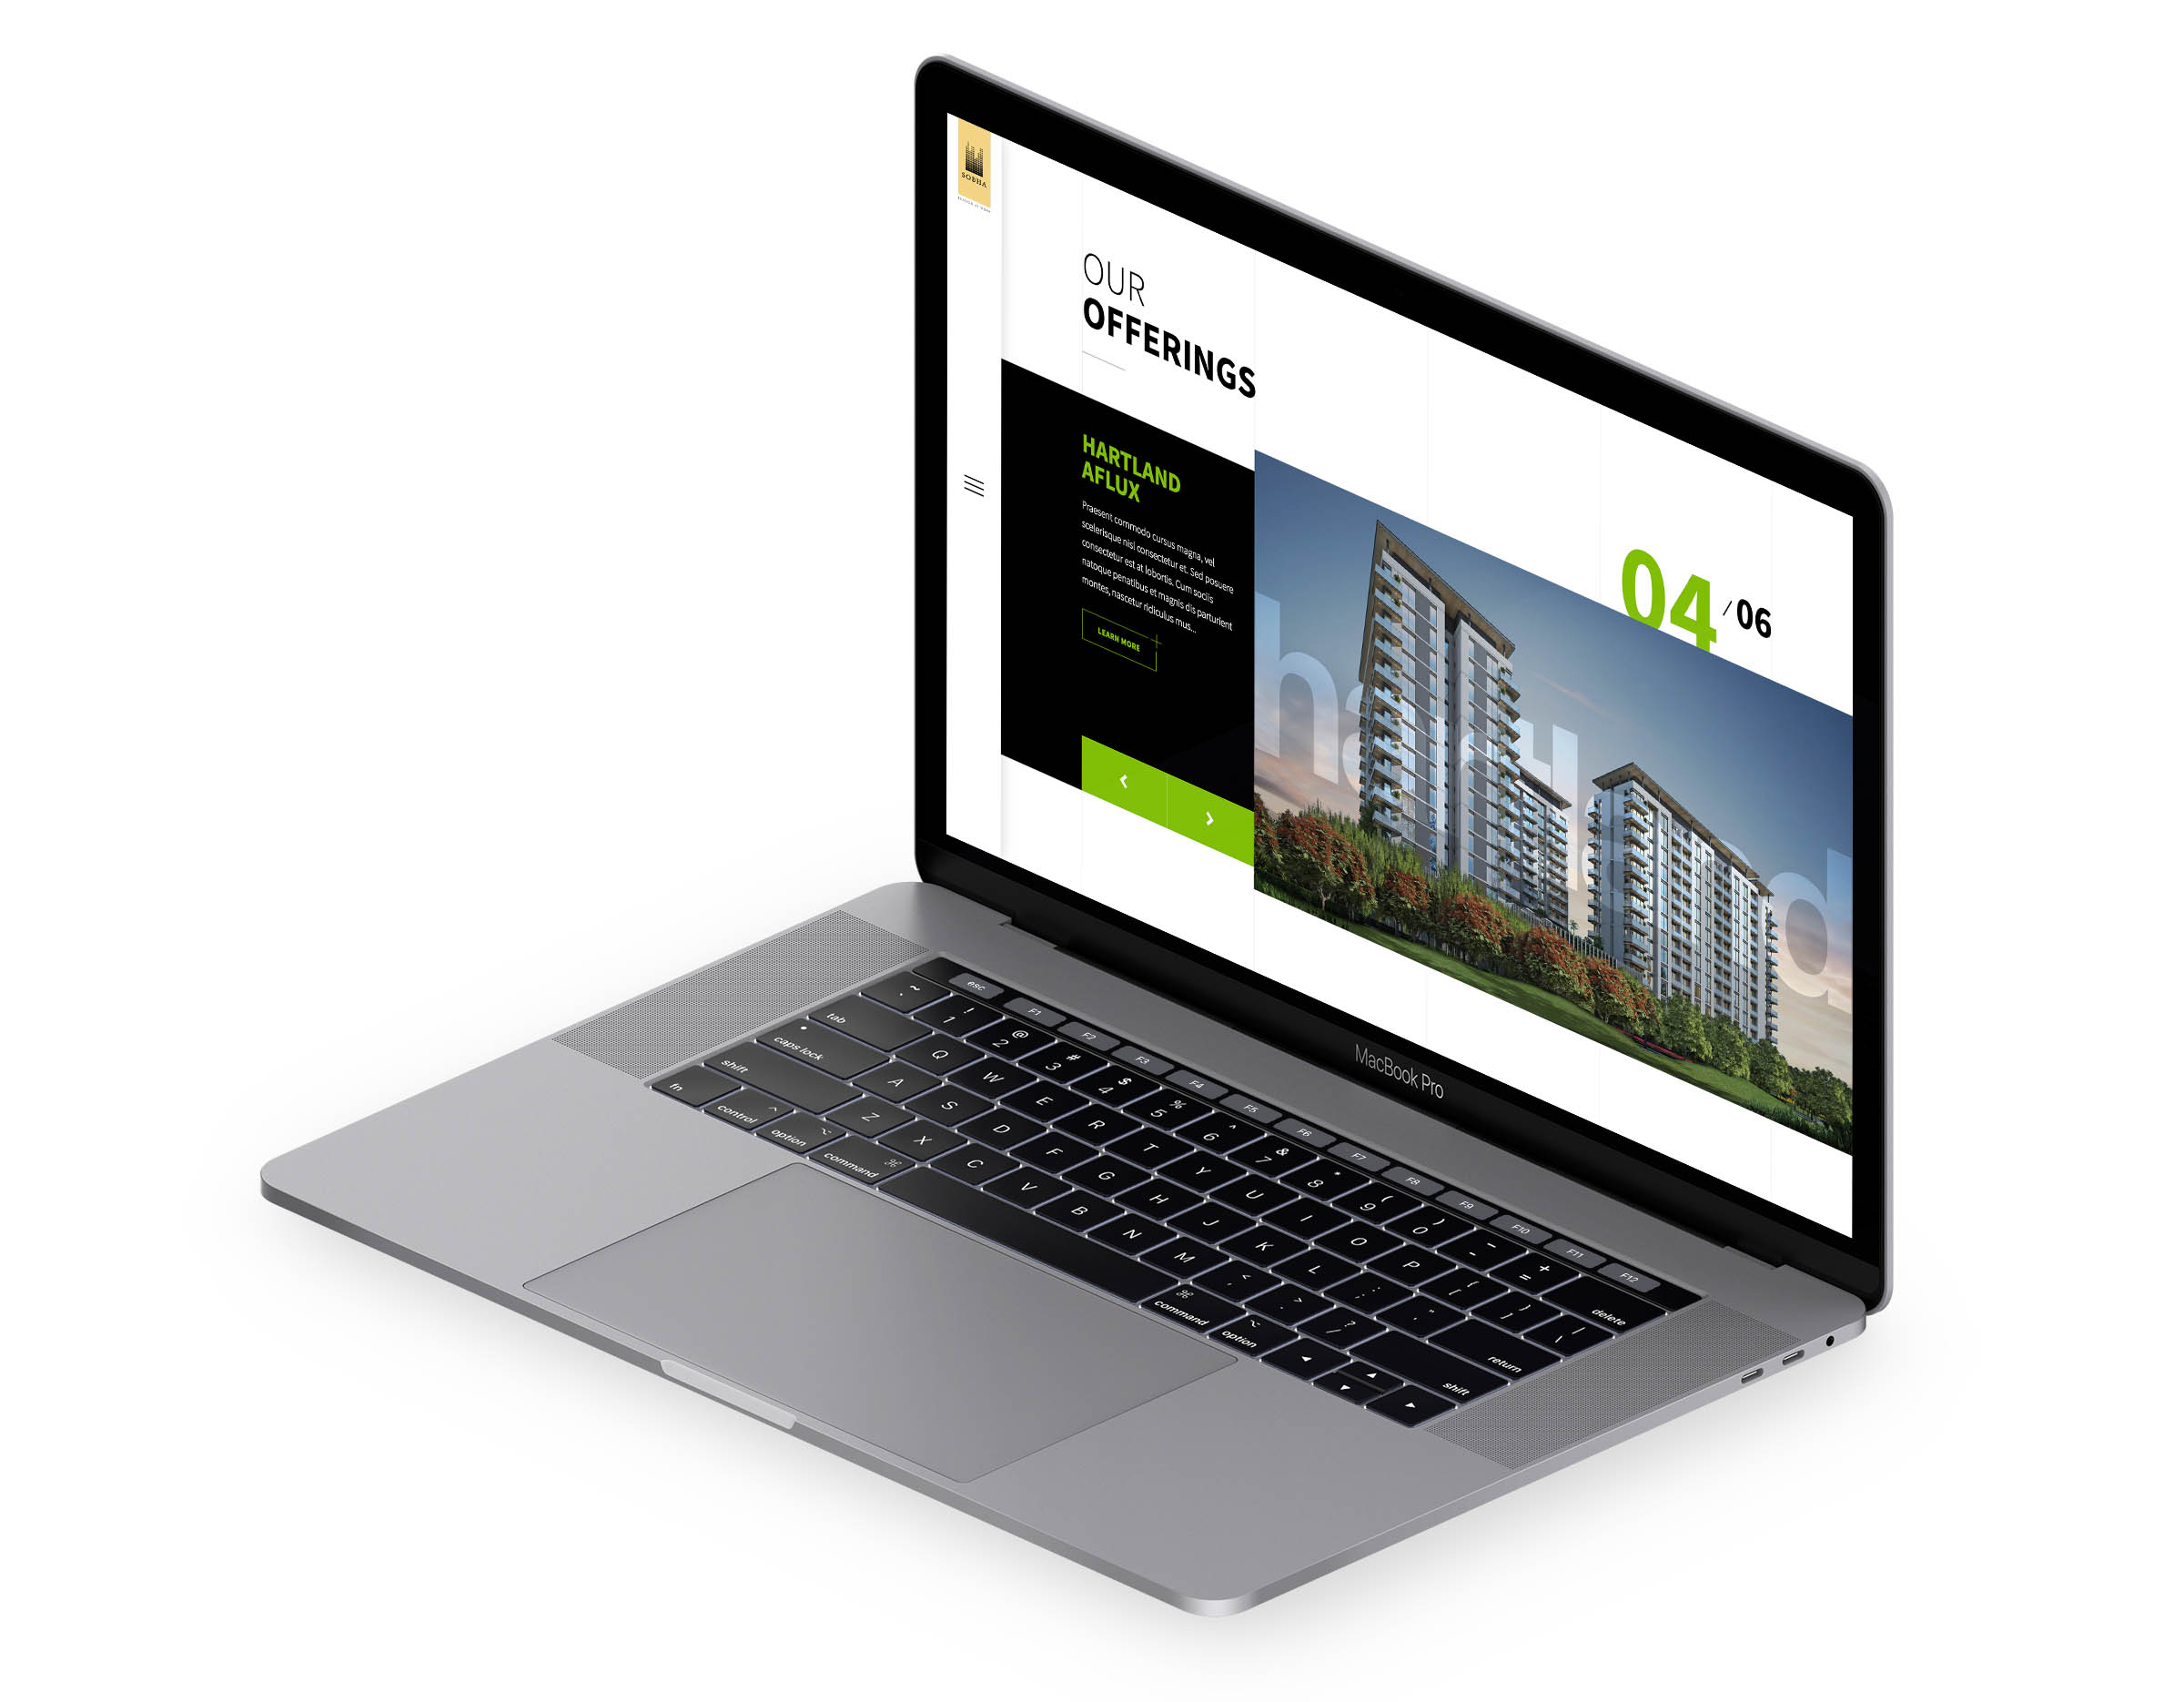 SOBHA
OUR
OFFERINGS
HARTLAND
AFLUX
Praesent commodo cursus magna, vel
scelerisque nisl consectetur et. Sed posuere
consectetur est at lobortis. Cum sociis
natoque penatibus et magnis dis parturient
montes, nascetur ridiculus mus...
LEARN MORE
04 / 06
hartland
MacBook Pro
esc F1 F2 F3 F4 F5 F6 F7 F8 F9 F10 F11 F12
~ ! 1 @ 2 # 3 $ 4 % 5 ^ 6 & 7 * 8 ( 9 ) 0 _ - + = delete
tab Q W E R T Y U I O P { [ } ] | \
caps lock A S D F G H J K L : ; " ' return
shift Z X C V B N M < , > . ? / shift
fn control option command command option